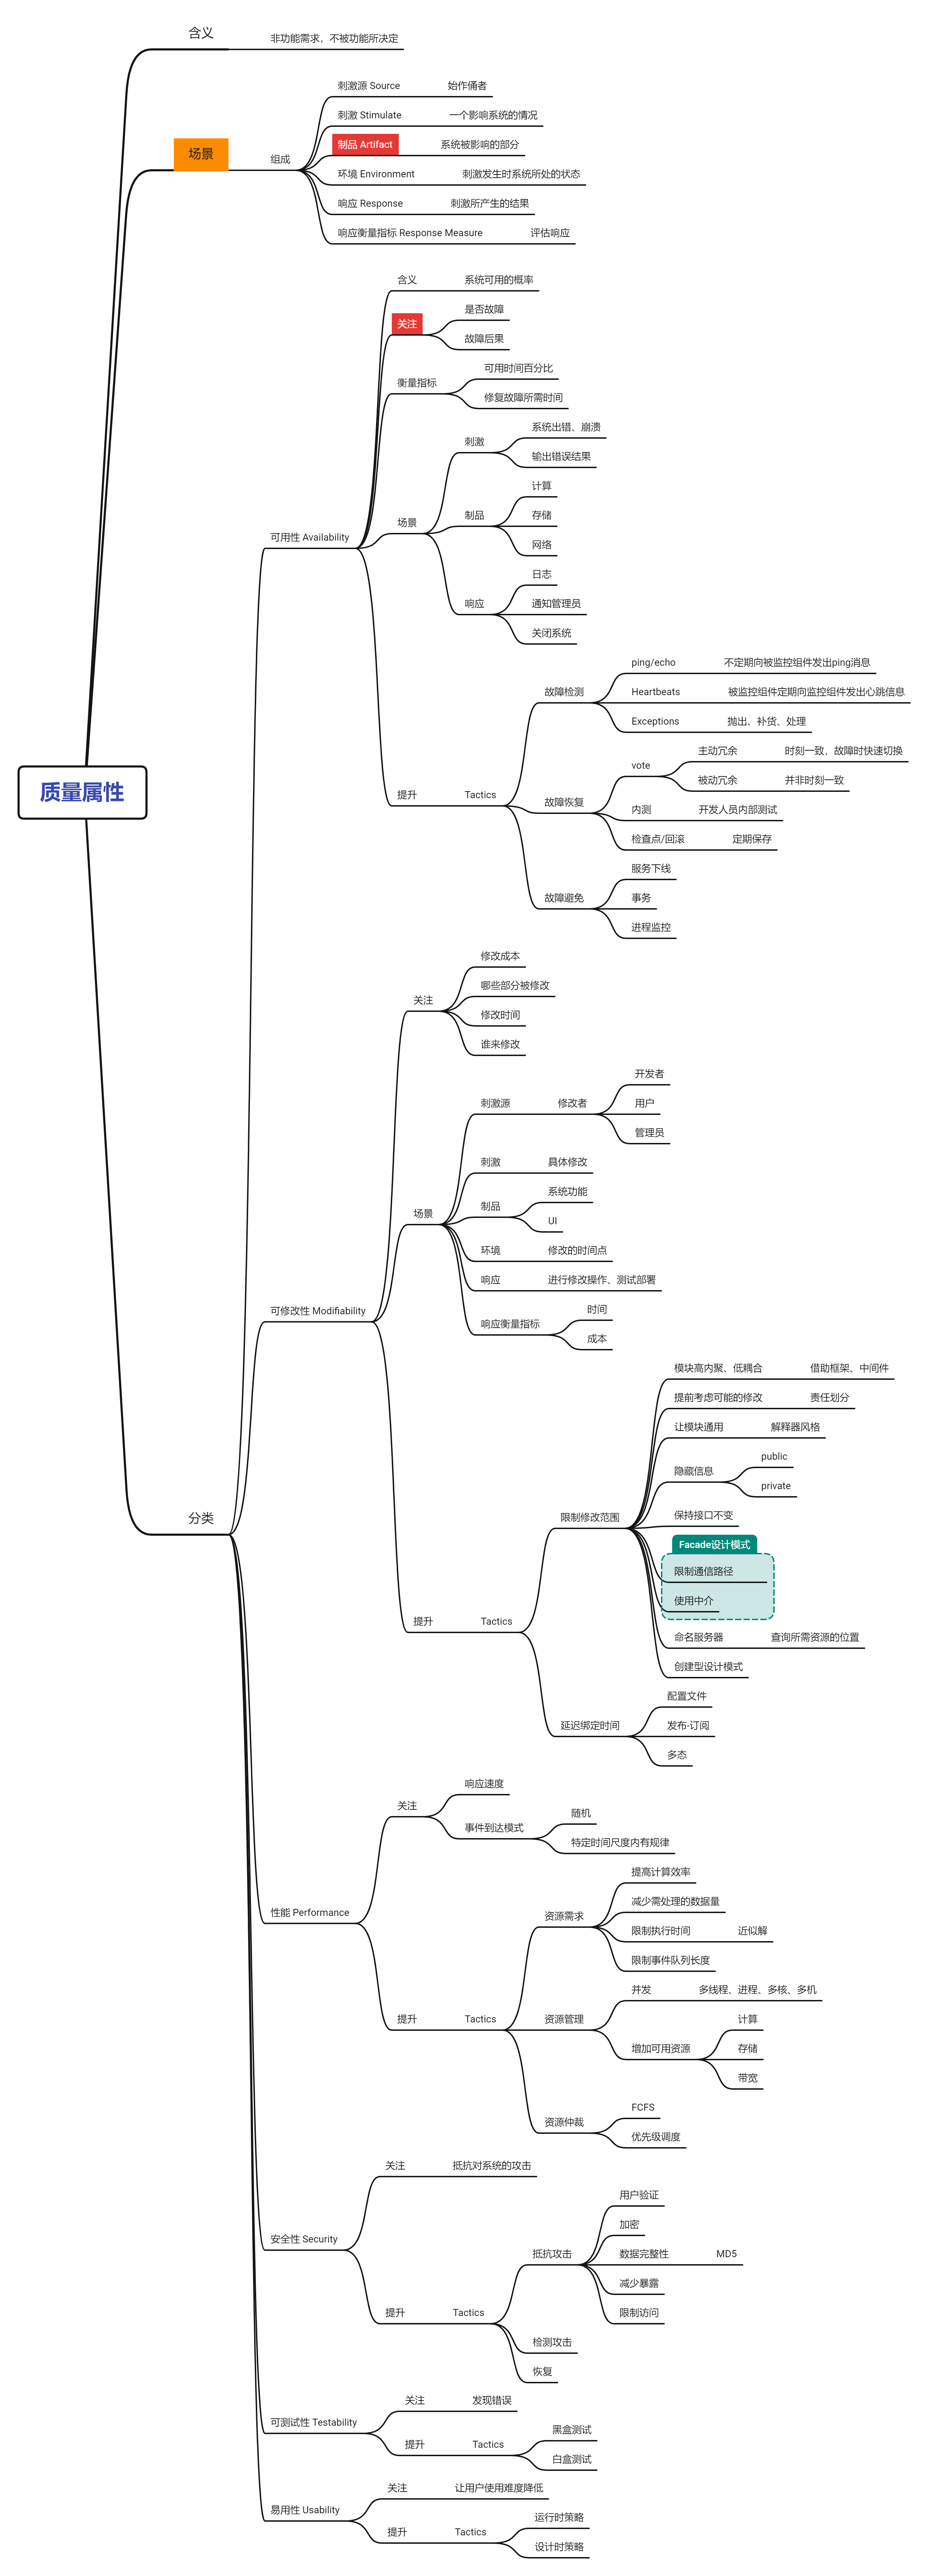 质量属性
含义
非功能需求，不被功能所决定
场景
组成
刺激源 Source
始作俑者
刺激 Stimulate
一个影响系统的情况
制品 Artifact
系统被影响的部分
环境 Environment
刺激发生时系统所处的状态
响应 Response
刺激所产生的结果
响应衡量指标 Response Measure
评估响应
分类
可用性 Availability
含义
系统可用的概率
关注
是否故障
故障后果
衡量指标
可用时间百分比
修复故障所需时间
场景
刺激
系统出错、崩溃
输出错误结果
制品
计算
存储
网络
响应
日志
通知管理员
关闭系统
提升
Tactics
故障检测
ping/echo
不定期向被监控组件发出ping消息
Heartbeats
被监控组件定期向监控组件发出心跳信息
Exceptions
抛出、补货、处理
故障恢复
vote
主动冗余
时刻一致，故障时快速切换
被动冗余
并非时刻一致
内测
开发人员内部测试
检查点/回滚
定期保存
故障避免
服务下线
事务
进程监控
可修改性 Modifiability
关注
修改成本
哪些部分被修改
修改时间
谁来修改
场景
刺激源
修改者
开发者
用户
管理员
刺激
具体修改
制品
系统功能
UI
环境
修改的时间点
响应
进行修改操作、测试部署
响应衡量指标
时间
成本
提升
Tactics
限制修改范围
模块高内聚、低耦合
借助框架、中间件
提前考虑可能的修改
责任划分
让模块通用
解释器风格
隐藏信息
public
private
保持接口不变
Facade设计模式
限制通信路径
使用中介
命名服务器
查询所需资源的位置
创建型设计模式
延迟绑定时间
配置文件
发布-订阅
多态
性能 Performance
关注
响应速度
事件到达模式
随机
特定时间尺度内有规律
提升
Tactics
资源需求
提高计算效率
减少需处理的数据量
限制执行时间
近似解
限制事件队列长度
资源管理
并发
多线程、进程、多核、多机
增加可用资源
计算
存储
带宽
资源仲裁
FCFS
优先级调度
安全性 Security
关注
抵抗对系统的攻击
提升
Tactics
抵抗攻击
用户验证
加密
数据完整性
MD5
减少暴露
限制访问
检测攻击
恢复
可测试性 Testability
关注
发现错误
提升
Tactics
黑盒测试
白盒测试
易用性 Usability
关注
让用户使用难度降低
提升
Tactics
运行时策略
设计时策略